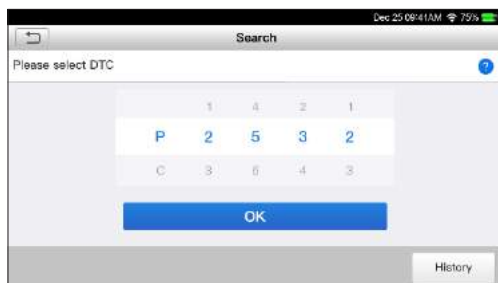 Dec 25 09:41AM 75%
Search
Please select DTC
?
1 4 2 1
P 2 5 3 2
C 3 6 4 3
OK
History